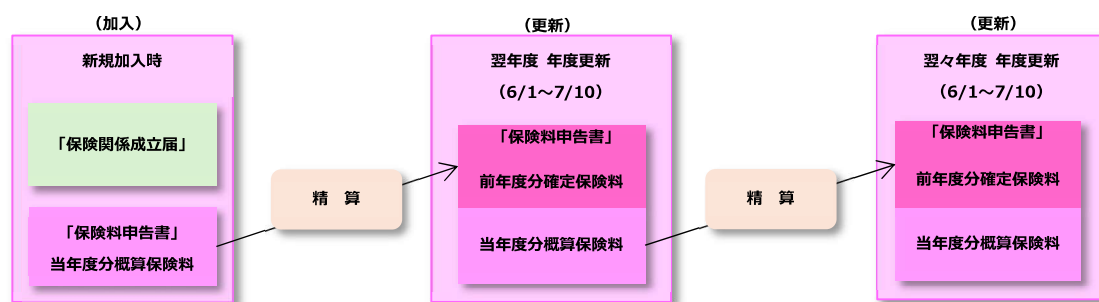 （加入）
新規加入時
「保険関係成立届」
「保険料申告書」
当年度分概算保険料
精　算
（更新）
翌年度 年度更新
（6/1～7/10）
「保険料申告書」
前年度分確定保険料
当年度分概算保険料
精　算
（更新）
翌々年度 年度更新
（6/1～7/10）
「保険料申告書」
前年度分確定保険料
当年度分概算保険料